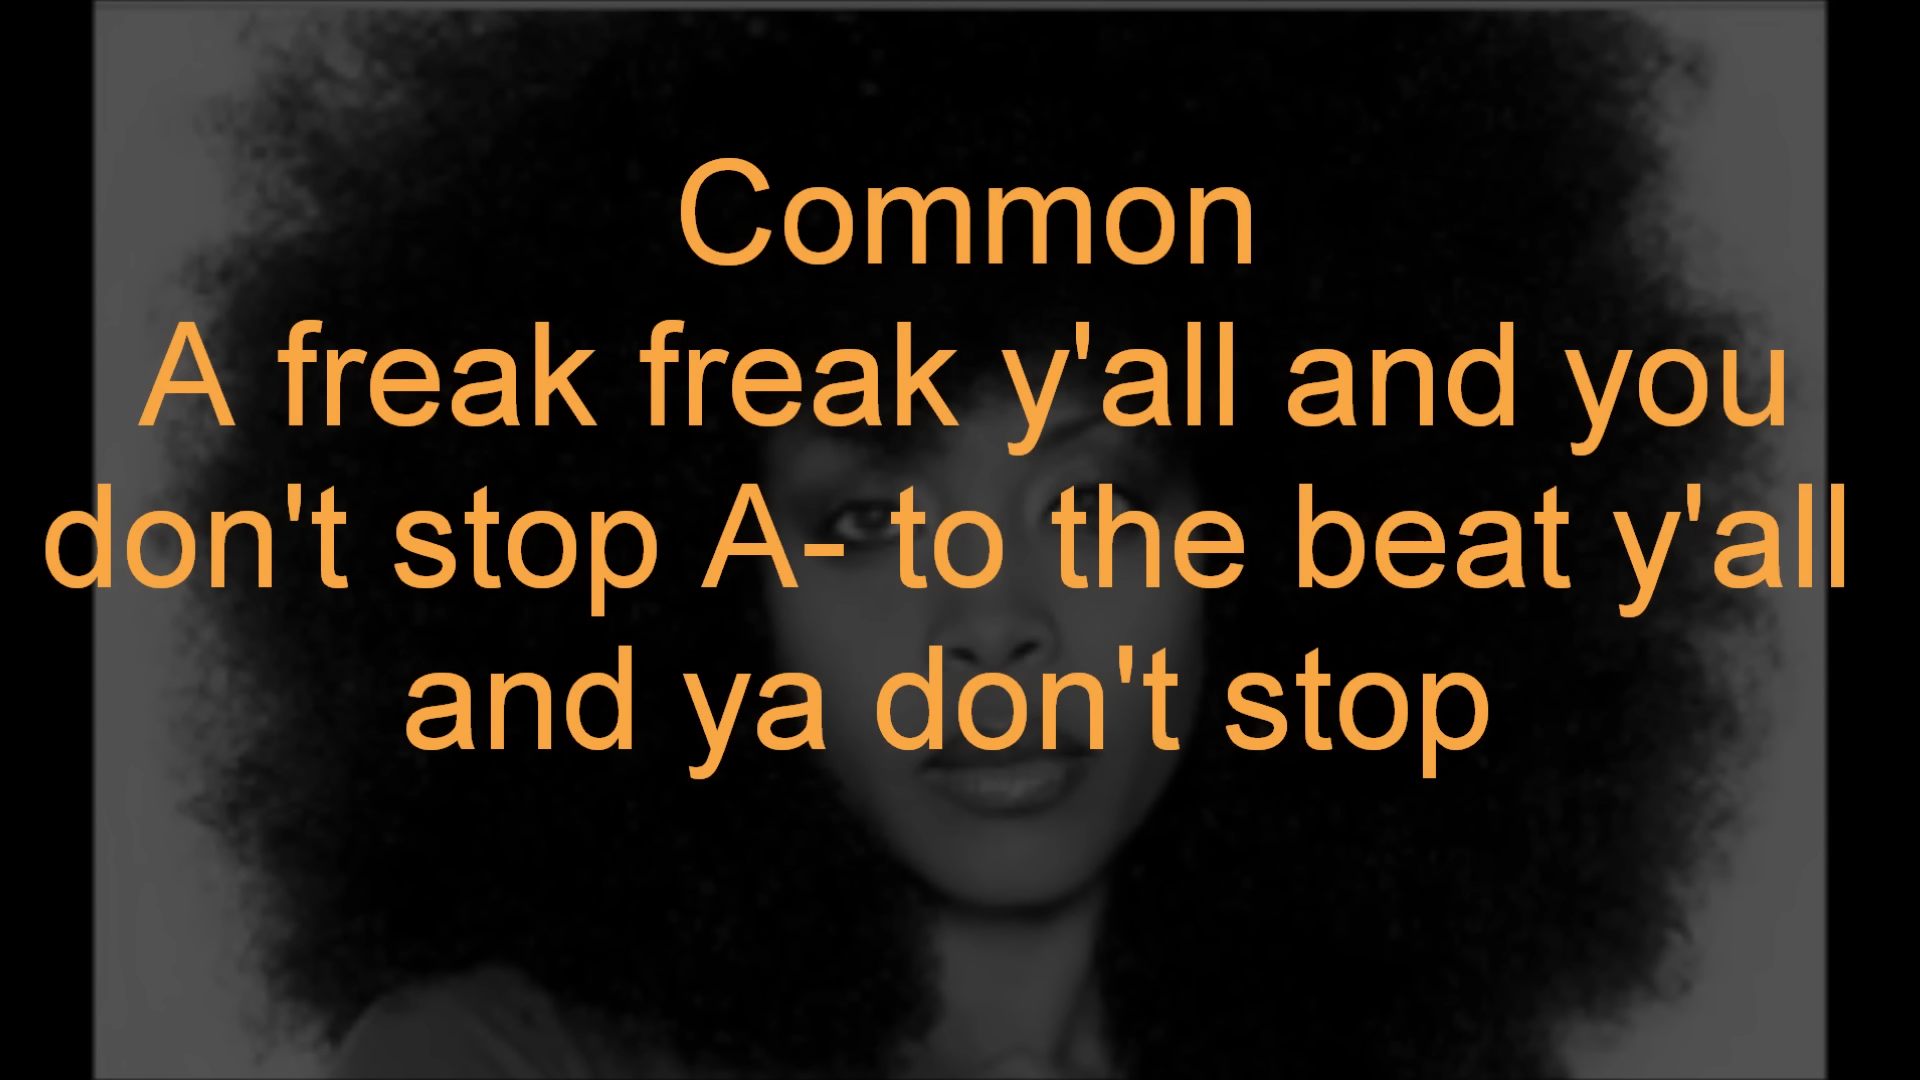 Common
A freak freak y'all and you
don't stop A- to the beat y'all
and ya don't stop